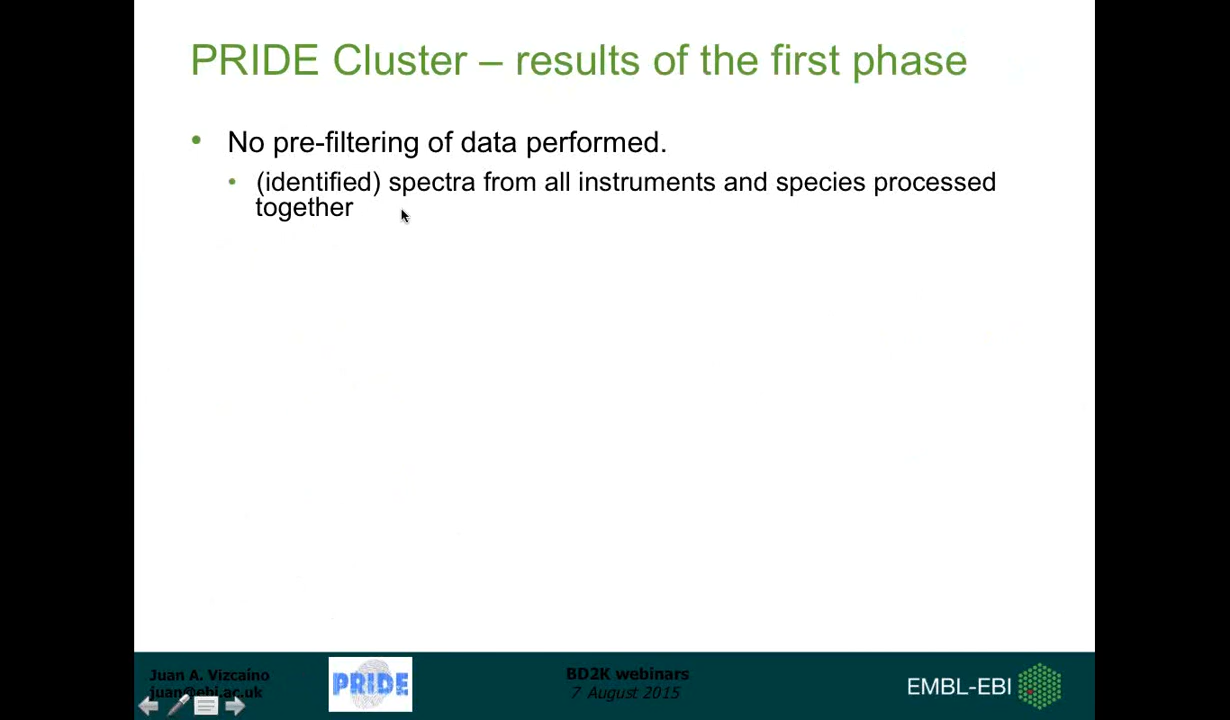 PRIDE Cluster – results of the first phase
• No pre-filtering of data performed.
• (identified) spectra from all instruments and species processed
together
Juan A. Vizcaíno
juan@ebi.ac.uk
PRIDE
BD2K webinars
7 August 2015
EMBL-EBI